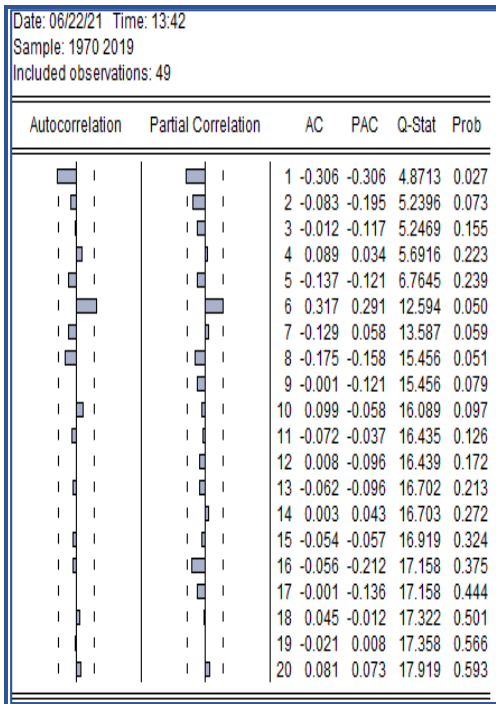 Date: 06/22/21 Time: 13:42
Sample: 1970 2019
Included observations: 49
Autocorrelation Partial Correlation AC PAC Q-Stat Prob
1 -0.306 -0.306 4.8713 0.027
2 -0.083 -0.195 5.2396 0.073
3 -0.012 -0.117 5.2469 0.155
4 0.089 0.034 5.6916 0.223
5 -0.137 -0.121 6.7645 0.239
6 0.317 0.291 12.594 0.050
7 -0.129 0.058 13.587 0.059
8 -0.175 -0.158 15.456 0.051
9 -0.001 -0.121 15.456 0.079
10 0.099 -0.058 16.089 0.097
11 -0.072 -0.037 16.435 0.126
12 0.008 -0.096 16.439 0.172
13 -0.062 -0.096 16.702 0.213
14 0.003 0.043 16.703 0.272
15 -0.054 -0.057 16.919 0.324
16 -0.056 -0.212 17.158 0.375
17 -0.001 -0.136 17.158 0.444
18 0.045 -0.012 17.322 0.501
19 -0.021 0.008 17.358 0.566
20 0.081 0.073 17.919 0.593